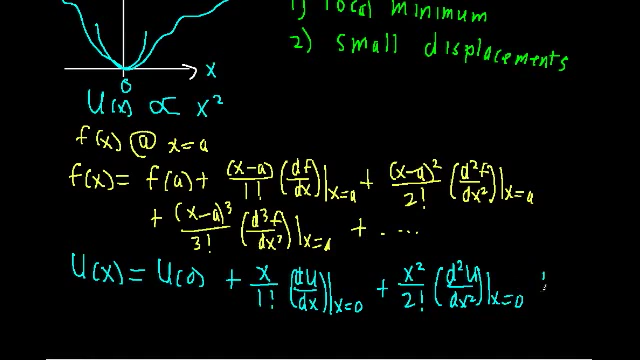 1) local minimum
2) small displacements
x
0
U(x) ∝ x²
f(x) @ x=a
f(x) = f(a) + (x-a)/1! (df/dx)|x=a + (x-a)²/2! (d²f/dx²)|x=a
+ (x-a)³/3! (d³f/dx³)|x=a + ....
U(x) = U(0) + x/1! (dU/dx)|x=0 + x²/2! (d²U/dx²)|x=0